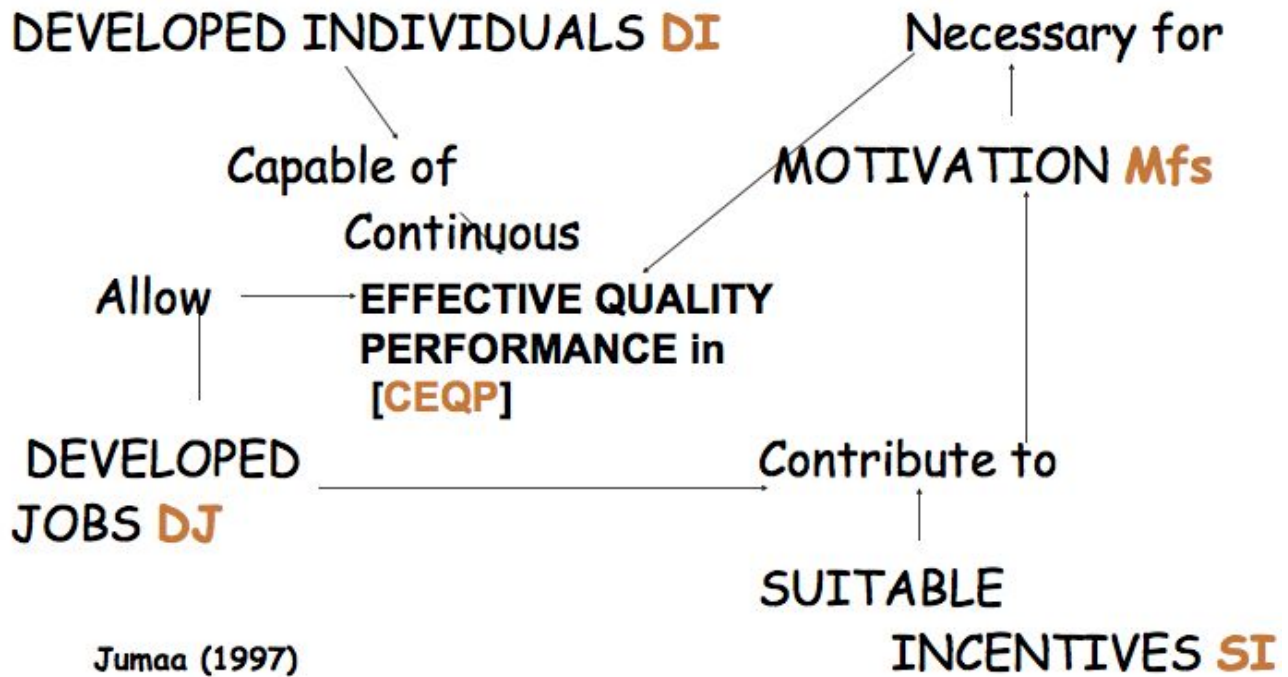 DEVELOPED INDIVIDUALS DI
Necessary for
Capable of
MOTIVATION Mfs
Continuous
Allow
EFFECTIVE QUALITY
PERFORMANCE in
[CEQP]
DEVELOPED
JOBS DJ
Contribute to
SUITABLE
INCENTIVES SI
Jumaa (1997)